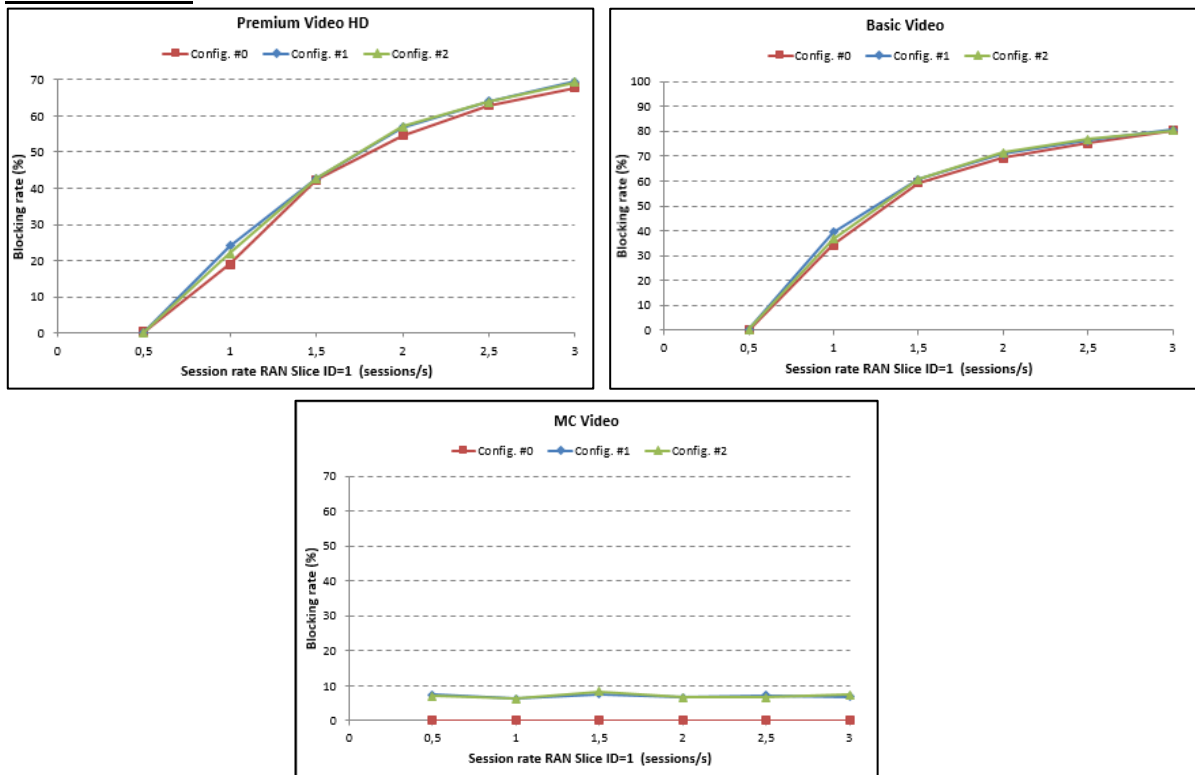 Premium Video HD
Config. #0 Config. #1 Config. #2
Blocking rate (%)
70
60
50
40
30
20
10
0
0 0,5 1 1,5 2 2,5 3
Session rate RAN Slice ID=1 (sessions/s)
Basic Video
Config. #0 Config. #1 Config. #2
Blocking rate (%)
100
90
80
70
60
50
40
30
20
10
0
0 0,5 1 1,5 2 2,5 3
Session rate RAN Slice ID=1 (sessions/s)
MC Video
Config. #0 Config. #1 Config. #2
Blocking rate (%)
70
60
50
40
30
20
10
0
0 0,5 1 1,5 2 2,5 3
Session rate RAN Slice ID=1 (sessions/s)